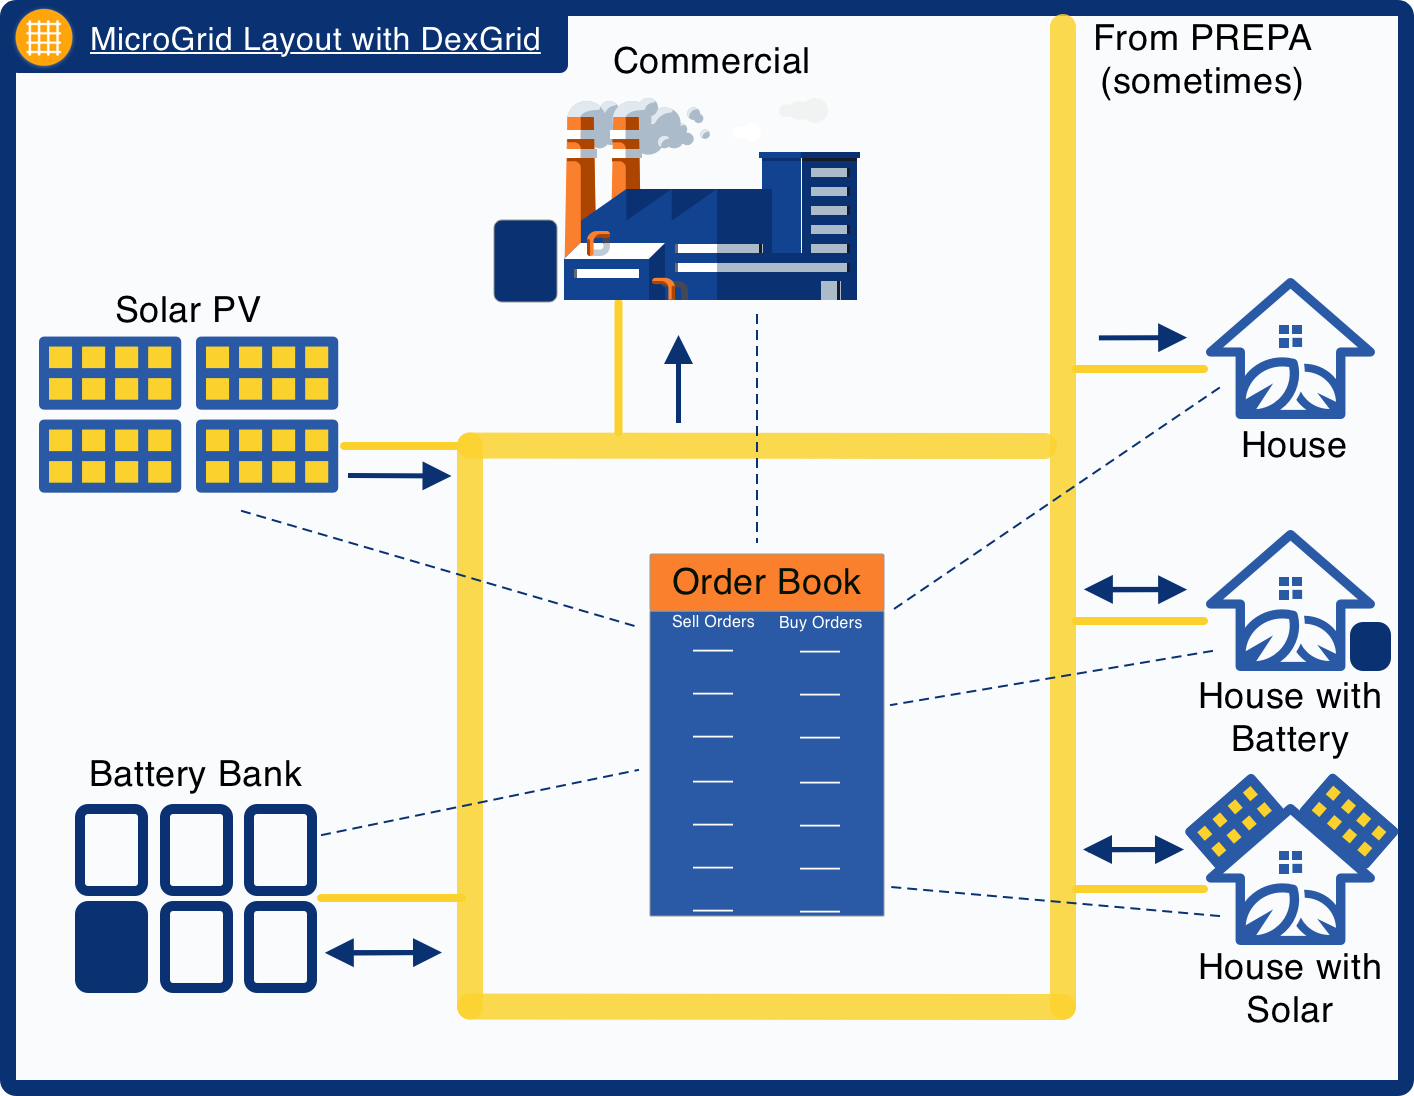 MicroGrid Layout with DexGrid
Commercial
From PREPA
(sometimes)
Solar PV
House
Order Book
Sell Orders
Buy Orders
House with
Battery
Battery Bank
House with
Solar